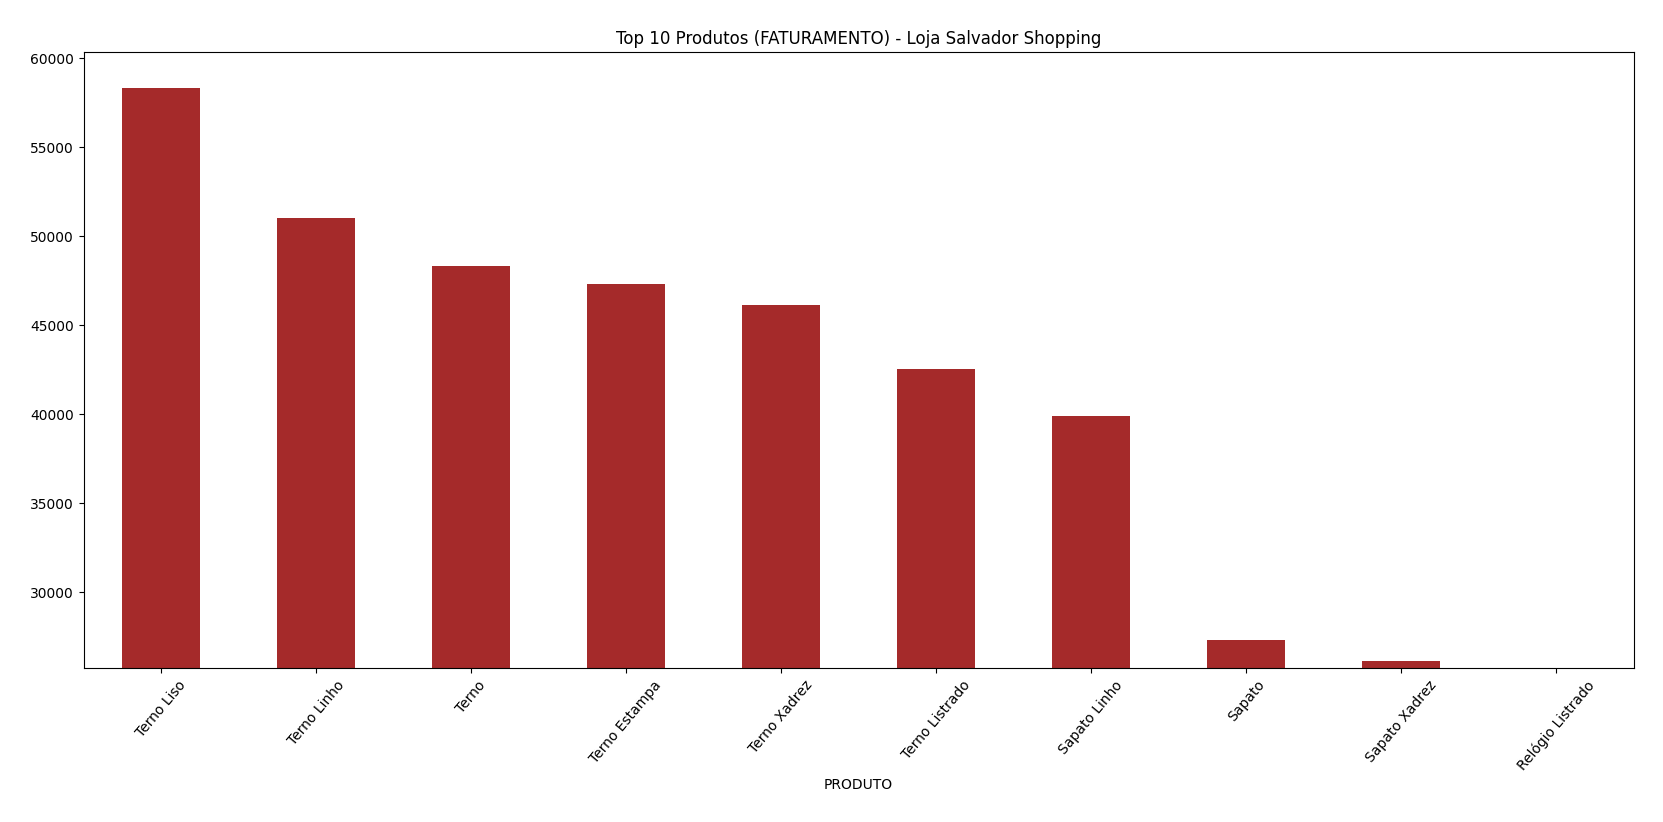 Top 10 Produtos (FATURAMENTO) - Loja Salvador Shopping
60000
55000
50000
45000
40000
35000
30000
Terno Liso
Terno Linho
Terno
Terno Estampa
Terno Xadrez
Terno Listrado
Sapato Linho
Sapato
Sapato Xadrez
Relógio Listrado
PRODUTO